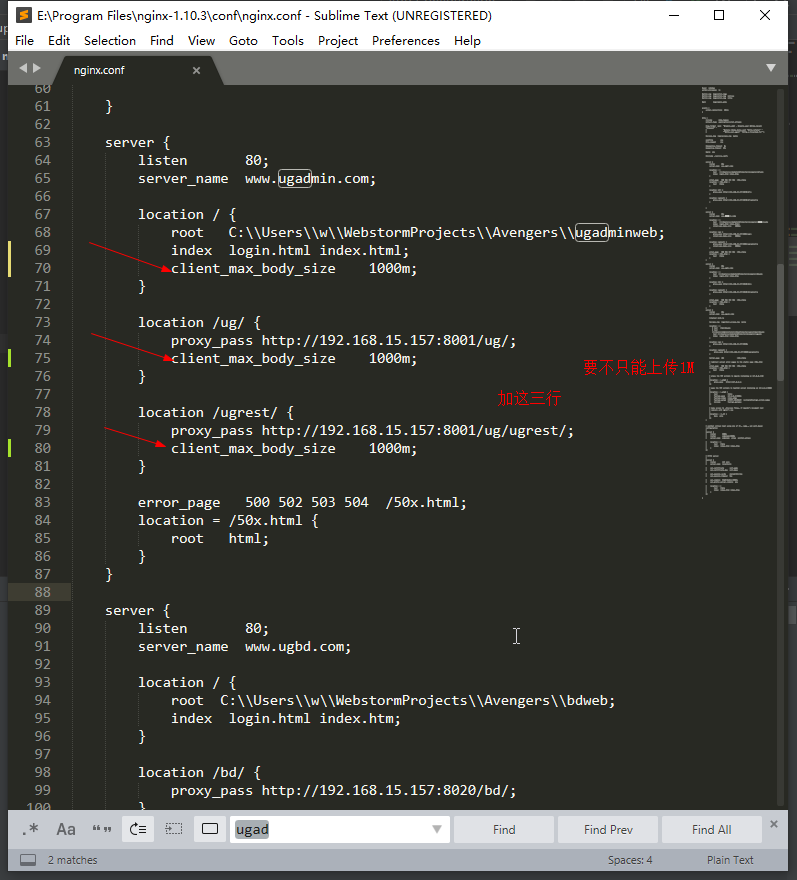 E:\Program Files\nginx-1.10.3\conf\nginx.conf - Sublime Text (UNREGISTERED)
File Edit Selection Find View Goto Tools Project Preferences Help
nginx.conf
60
61 }
62
63 server {
64 listen 80;
65 server_name www.ugadmin.com;
66
67 location / {
68 root C:\\Users\\w\\WebstormProjects\\Avengers\\ugadminweb;
69 index login.html index.html;
70 client_max_body_size 1000m;
71 }
72
73 location /ug/ {
74 proxy_pass http://192.168.15.157:8001/ug/;
75 client_max_body_size 1000m;
要不只能上传1M
76 }
77
加这三行
78 location /ugrest/ {
79 proxy_pass http://192.168.15.157:8001/ug/ugrest/;
80 client_max_body_size 1000m;
81 }
82
83 error_page 500 502 503 504 /50x.html;
84 location = /50x.html {
85 root html;
86 }
87 }
88
89 server {
90 listen 80;
91 server_name www.ugbd.com;
92
93 location / {
94 root C:\\Users\\w\\WebstormProjects\\Avengers\\bdweb;
95 index login.html index.htm;
96 }
97
98 location /bd/ {
99 proxy_pass http://192.168.15.157:8020/bd/;
100 }
.* Aa “” ugad Find Find Prev Find All
2 matches Spaces: 4 Plain Text